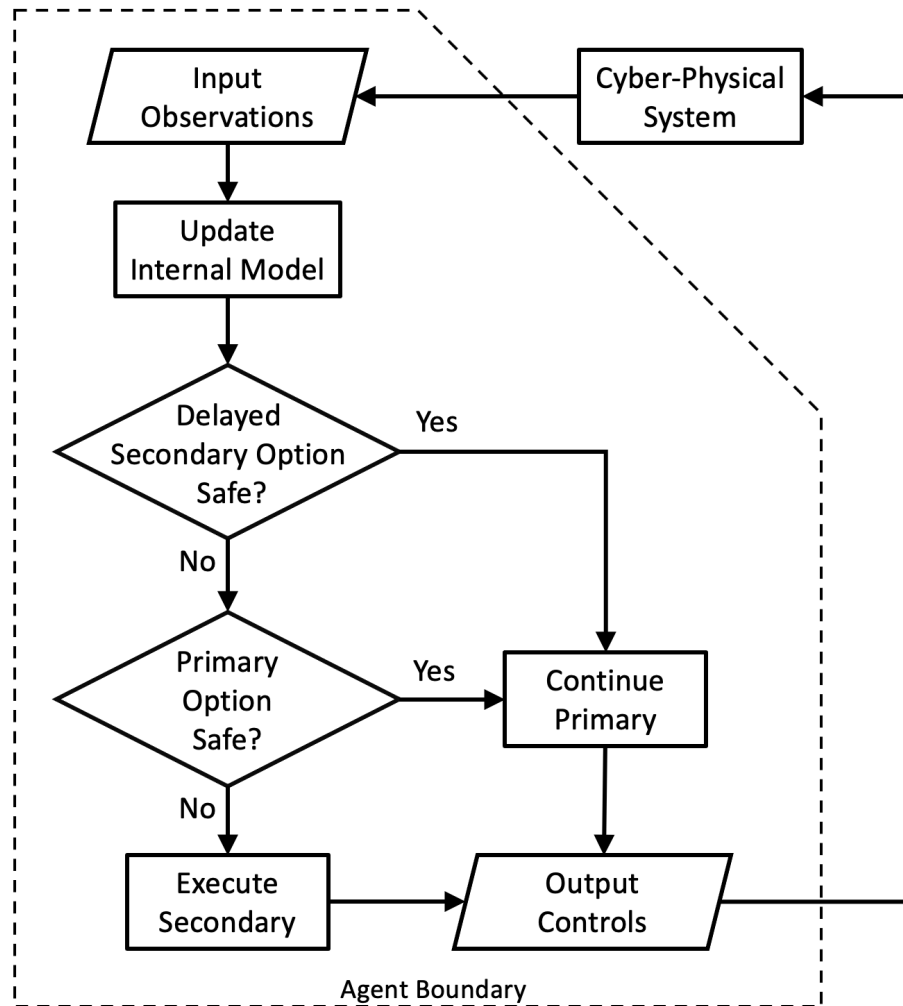 Input
Observations
Cyber-Physical
System
Update
Internal Model
Delayed
Secondary Option
Safe?
Yes
No
Primary
Option
Safe?
Yes
Continue
Primary
No
Execute
Secondary
Output
Controls
Agent Boundary